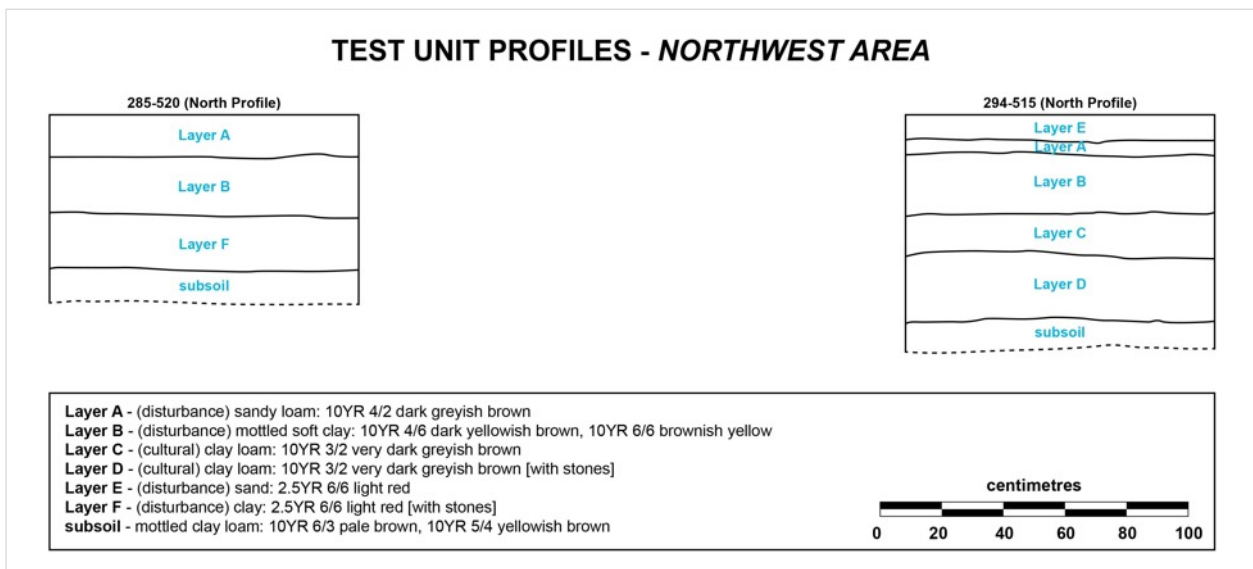 TEST UNIT PROFILES - NORTHWEST AREA
285-520 (North Profile)
Layer A
Layer B
Layer F
subsoil
294-515 (North Profile)
Layer E
Layer A
Layer B
Layer C
Layer D
subsoil
Layer A - (disturbance) sandy loam: 10YR 4/2 dark greyish brown
Layer B - (disturbance) mottled soft clay: 10YR 4/6 dark yellowish brown, 10YR 6/6 brownish yellow
Layer C - (cultural) clay loam: 10YR 3/2 very dark greyish brown
Layer D - (cultural) clay loam: 10YR 3/2 very dark greyish brown [with stones]
Layer E - (disturbance) sand: 2.5YR 6/6 light red
Layer F - (disturbance) clay: 2.5YR 6/6 light red [with stones]
subsoil - mottled clay loam: 10YR 6/3 pale brown, 10YR 5/4 yellowish brown
centimetres
0 20 40 60 80 100